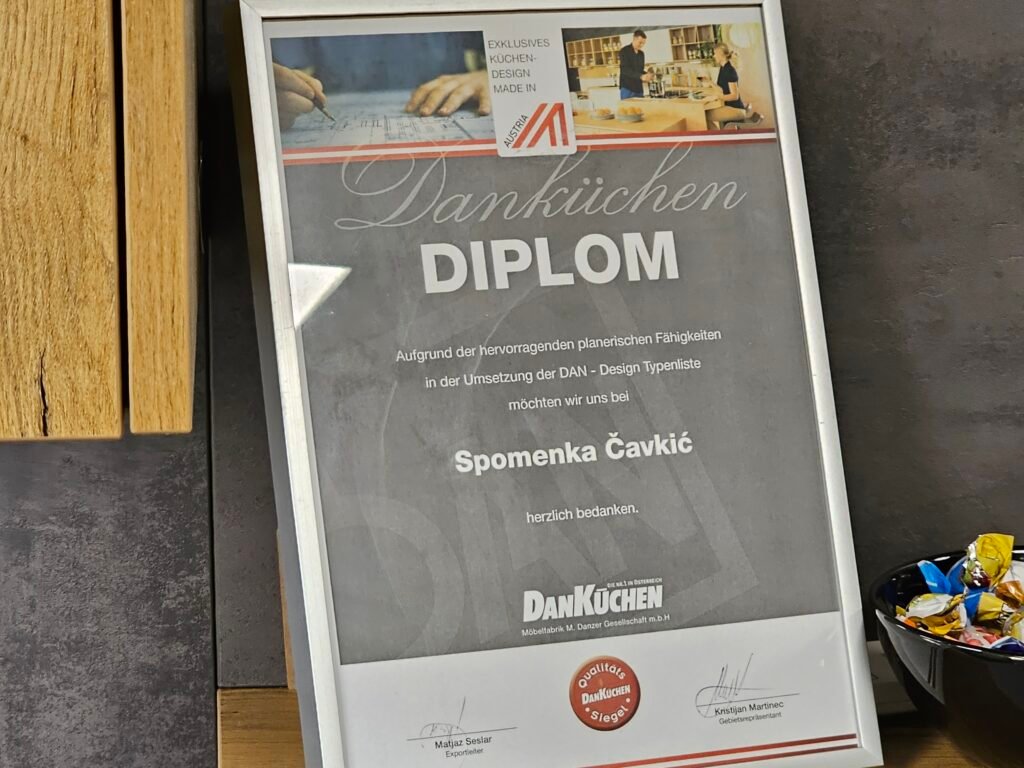 EXKLUSIVES
KÜCHEN-
DESIGN
MADE IN
AUSTRIA
Danküchen
DIPLOM
Aufgrund der hervorragenden planerischen Fähigkeiten
in der Umsetzung der DAN - Design Typenliste
möchten wir uns bei
Spomenka Čavkić
herzlich bedanken.
DIE NR.1 IN ÖSTERREICH
DANKÜCHEN
Möbelfabrik M. Danzer Gesellschaft m.b.H
Qualitäts
DANKÜCHEN
Siegel
Matjaz Seslar
Exportleiter
Kristijan Martinec
Gebietsrepräsentant